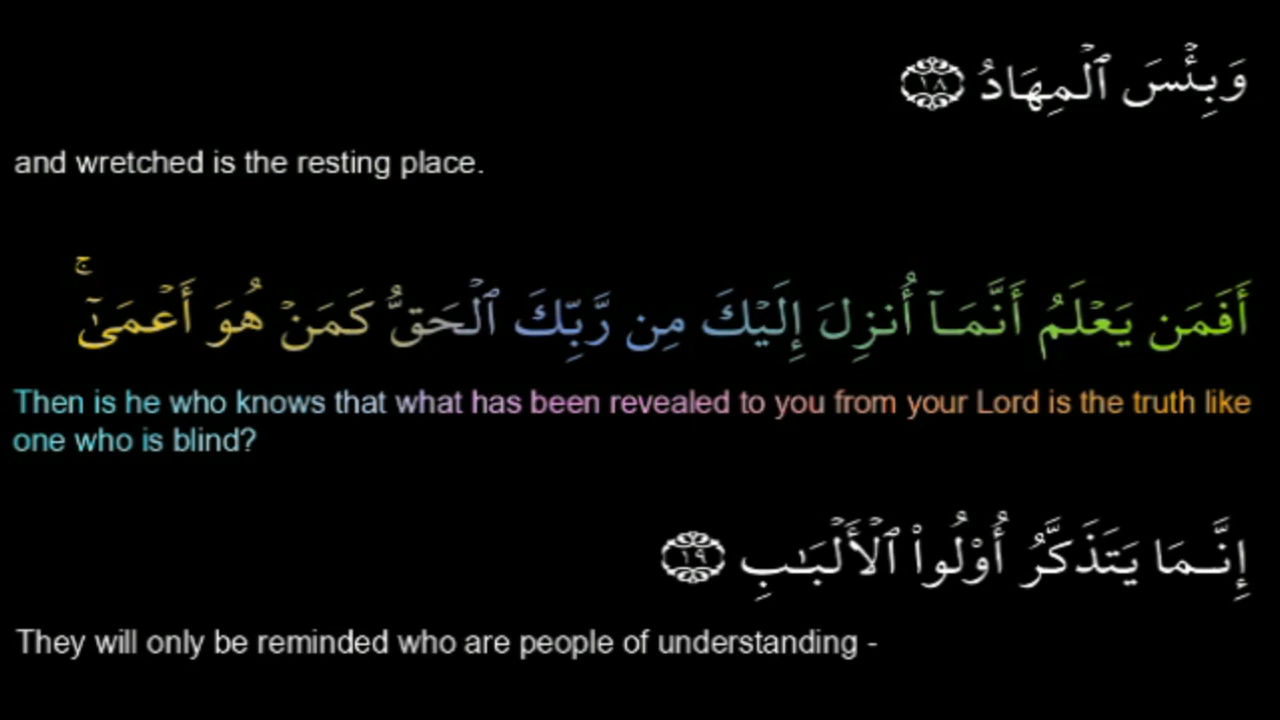 وَبِئۡسَ ٱلۡمِهَادُ ١٨
and wretched is the resting place.
أَفَمَن يَعۡلَمُ أَنَّمَآ أُنزِلَ إِلَيۡكَ مِن رَّبِّكَ ٱلۡحَقُّ كَمَنۡ هُوَ أَعۡمَىٰٓۚ
Then is he who knows that what has been revealed to you from your Lord is the truth like
one who is blind?
إِنَّمَا يَتَذَكَّرُ أُوْلُواْ ٱلۡأَلۡبَٰبِ ١٩
They will only be reminded who are people of understanding -